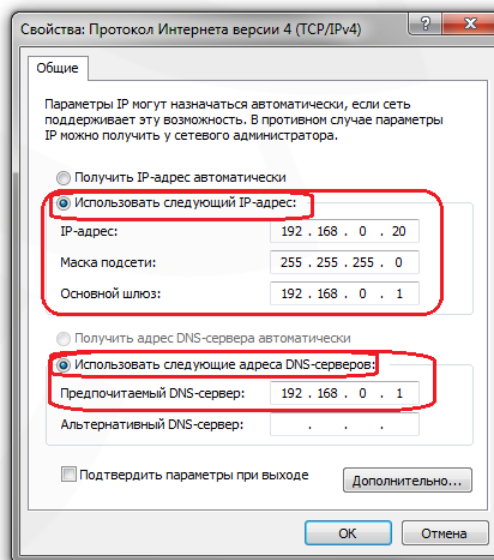 Свойства: Протокол Интернета версии 4 (TCP/IPv4)
Общие
Параметры IP могут назначаться автоматически, если сеть
поддерживает эту возможность. В противном случае параметры
IP можно получить у сетевого администратора.
Получить IP-адрес автоматически
Использовать следующий IP-адрес:
IP-адрес: 192 . 168 . 0 . 20
Маска подсети: 255 . 255 . 255 . 0
Основной шлюз: 192 . 168 . 0 . 1
Получить адрес DNS-сервера автоматически
Использовать следующие адреса DNS-серверов:
Предпочитаемый DNS-сервер: 192 . 168 . 0 . 1
Альтернативный DNS-сервер: . . .
Подтвердить параметры при выходе
Дополнительно...
ОК Отмена